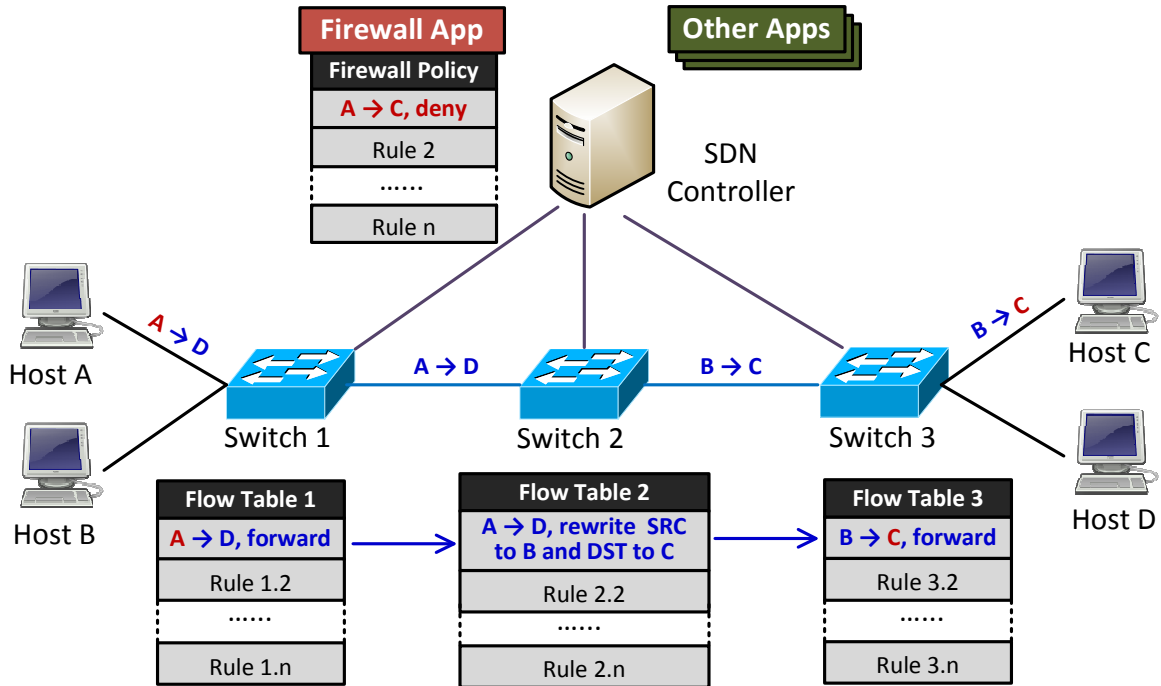 Firewall App
Other Apps
Firewall Policy
A → C, deny
Rule 2
......
Rule n
SDN
Controller
Host A
A → D
A → D
B → C
B → C
Host C
Switch 1
Switch 2
Switch 3
Host B
Host D
Flow Table 1
A → D, forward
Rule 1.2
......
Rule 1.n
Flow Table 2
A → D, rewrite SRC
to B and DST to C
Rule 2.2
......
Rule 2.n
Flow Table 3
B → C, forward
Rule 3.2
......
Rule 3.n